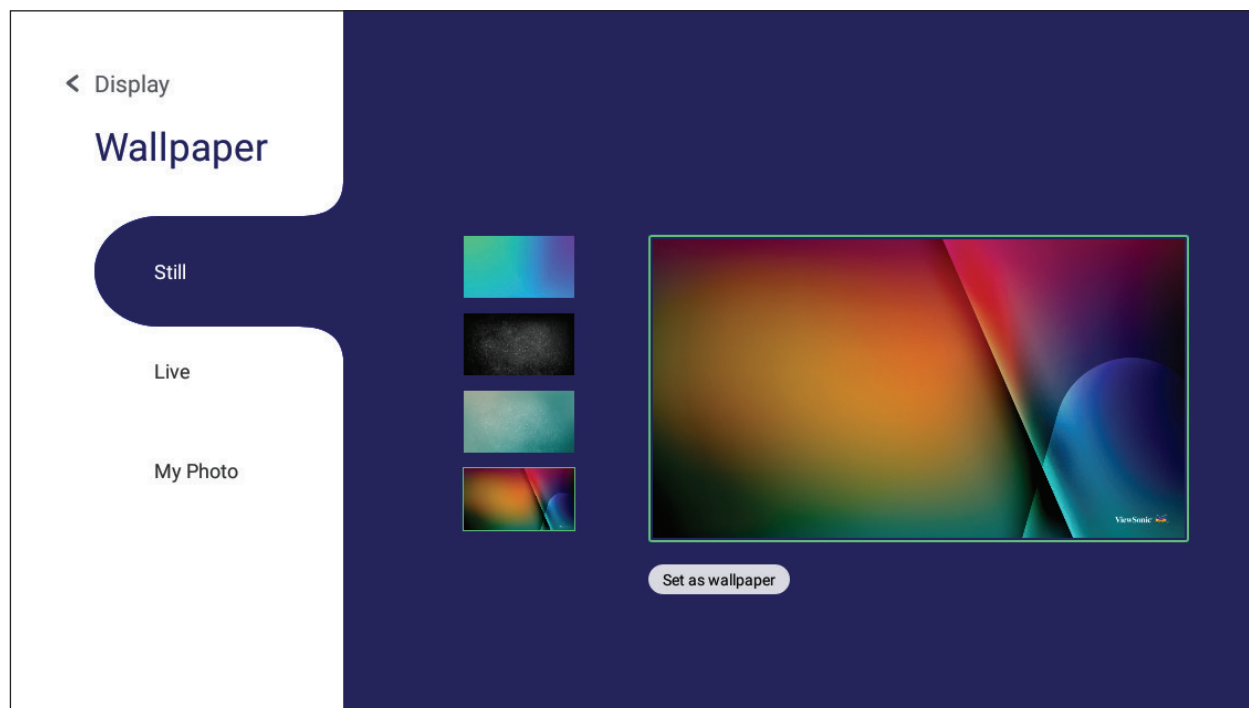 Display
Wallpaper
Still
Live
My Photo
ViewSonic
Set as wallpaper